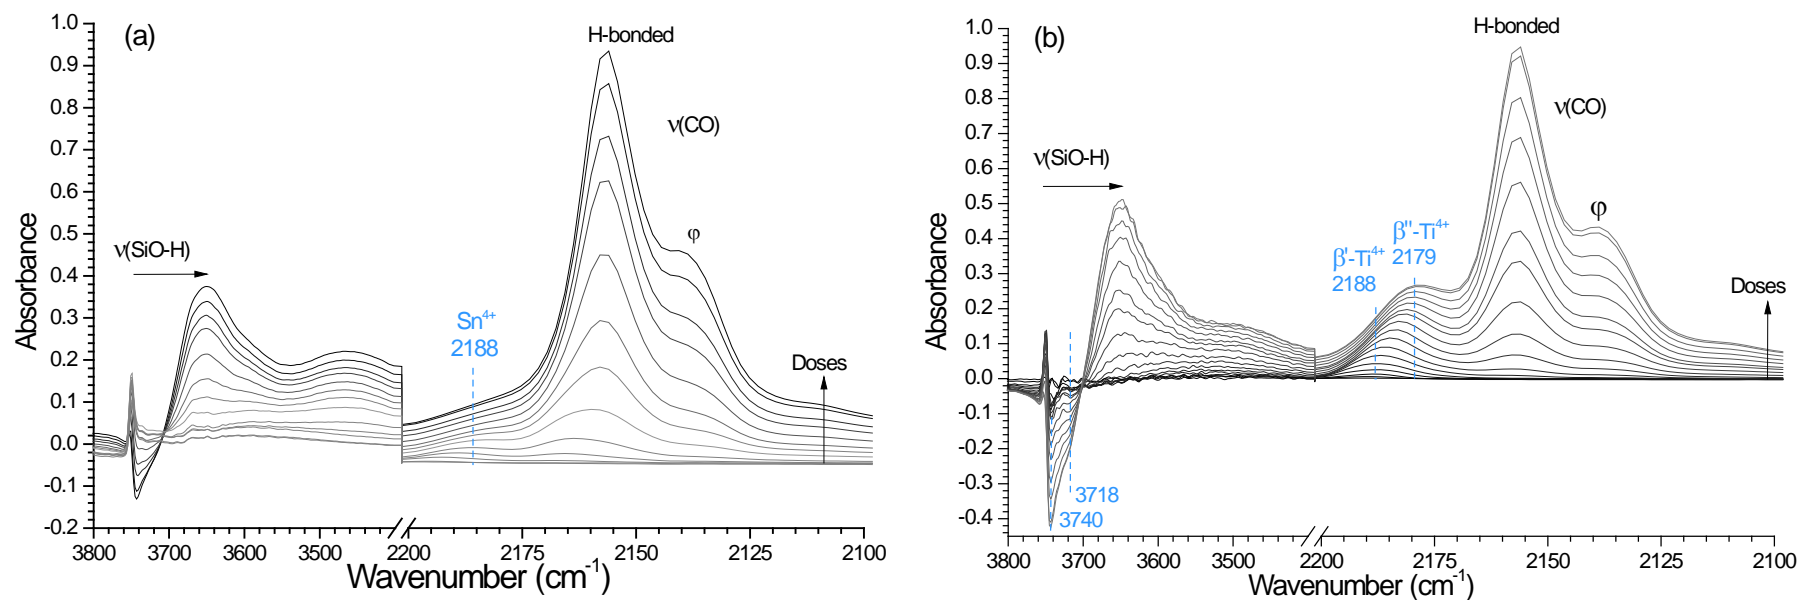 (a)
H-bonded
ν(CO)
φ
ν(SiO-H)
Sn⁴⁺
2188
Doses
Absorbance
1.0
0.9
0.8
0.7
0.6
0.5
0.4
0.3
0.2
0.1
0.0
-0.1
-0.2
3800 3600 3500 2200 2175 2150 2125 2100
Wavenumber (cm⁻¹)
(b)
H-bonded
ν(CO)
φ
ν(SiO-H)
β'-Ti⁴⁺
2188
β''-Ti⁴⁺
2179
Doses
3718
3740
Absorbance
1.0
0.9
0.8
0.7
0.6
0.5
0.4
0.3
0.2
0.1
0.0
-0.1
-0.2
-0.3
-0.4
3800 3700 3600 3500 2200 2175 2150 2125 2100
Wavenumber (cm⁻¹)